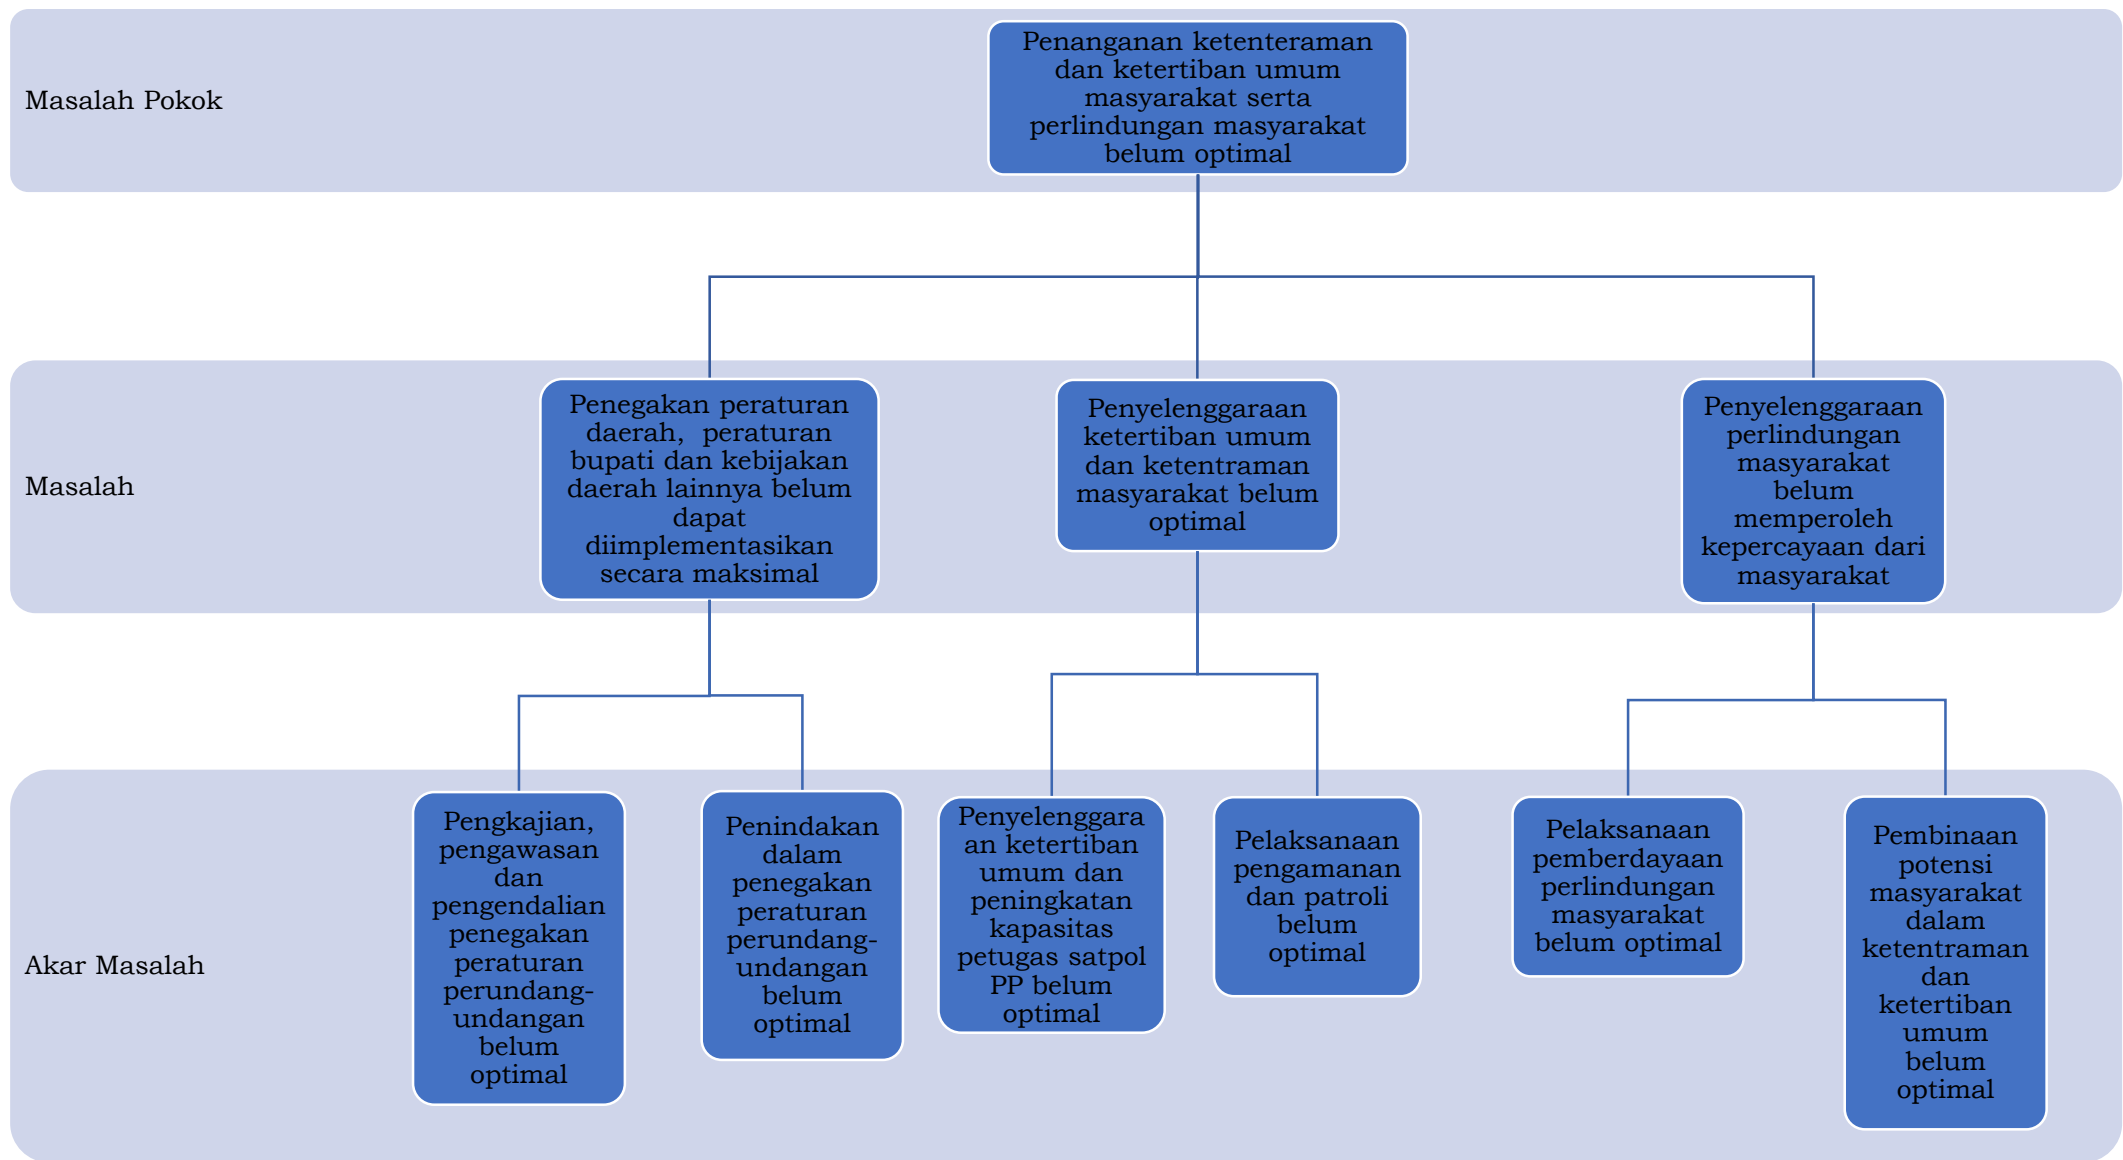 Masalah Pokok
Penanganan ketenteraman
dan ketertiban umum
masyarakat serta
perlindungan masyarakat
belum optimal
Masalah
Penegakan peraturan
daerah,  peraturan
bupati dan kebijakan
daerah lainnya belum
dapat
diimplementasikan
secara maksimal
Penyelenggaraan
ketertiban umum
dan ketentraman
masyarakat belum
optimal
Penyelenggaraan
perlindungan
masyarakat
belum
memperoleh
kepercayaan dari
masyarakat
Akar Masalah
Pengkajian,
pengawasan
dan
pengendalian
penegakan
peraturan
perundang-
undangan
belum
optimal
Penindakan
dalam
penegakan
peraturan
perundang-
undangan
belum
optimal
Penyelenggara
an ketertiban
umum dan
peningkatan
kapasitas
petugas satpol
PP belum
optimal
Pelaksanaan
pengamanan
dan patroli
belum
optimal
Pelaksanaan
pemberdayaan
perlindungan
masyarakat
belum optimal
Pembinaan
potensi
masyarakat
dalam
ketentraman
dan
ketertiban
umum
belum
optimal